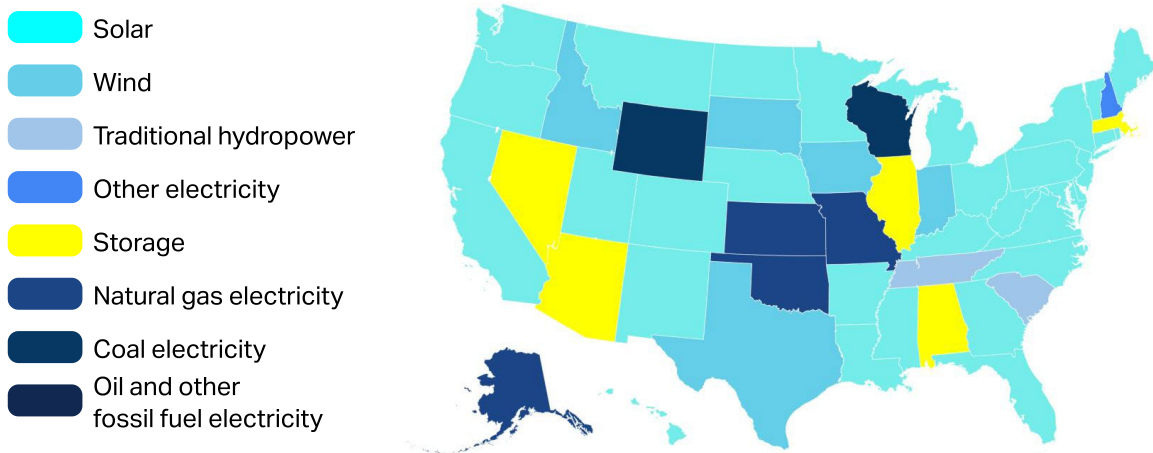 Solar
Wind
Traditional hydropower
Other electricity
Storage
Natural gas electricity
Coal electricity
Oil and other
fossil fuel electricity